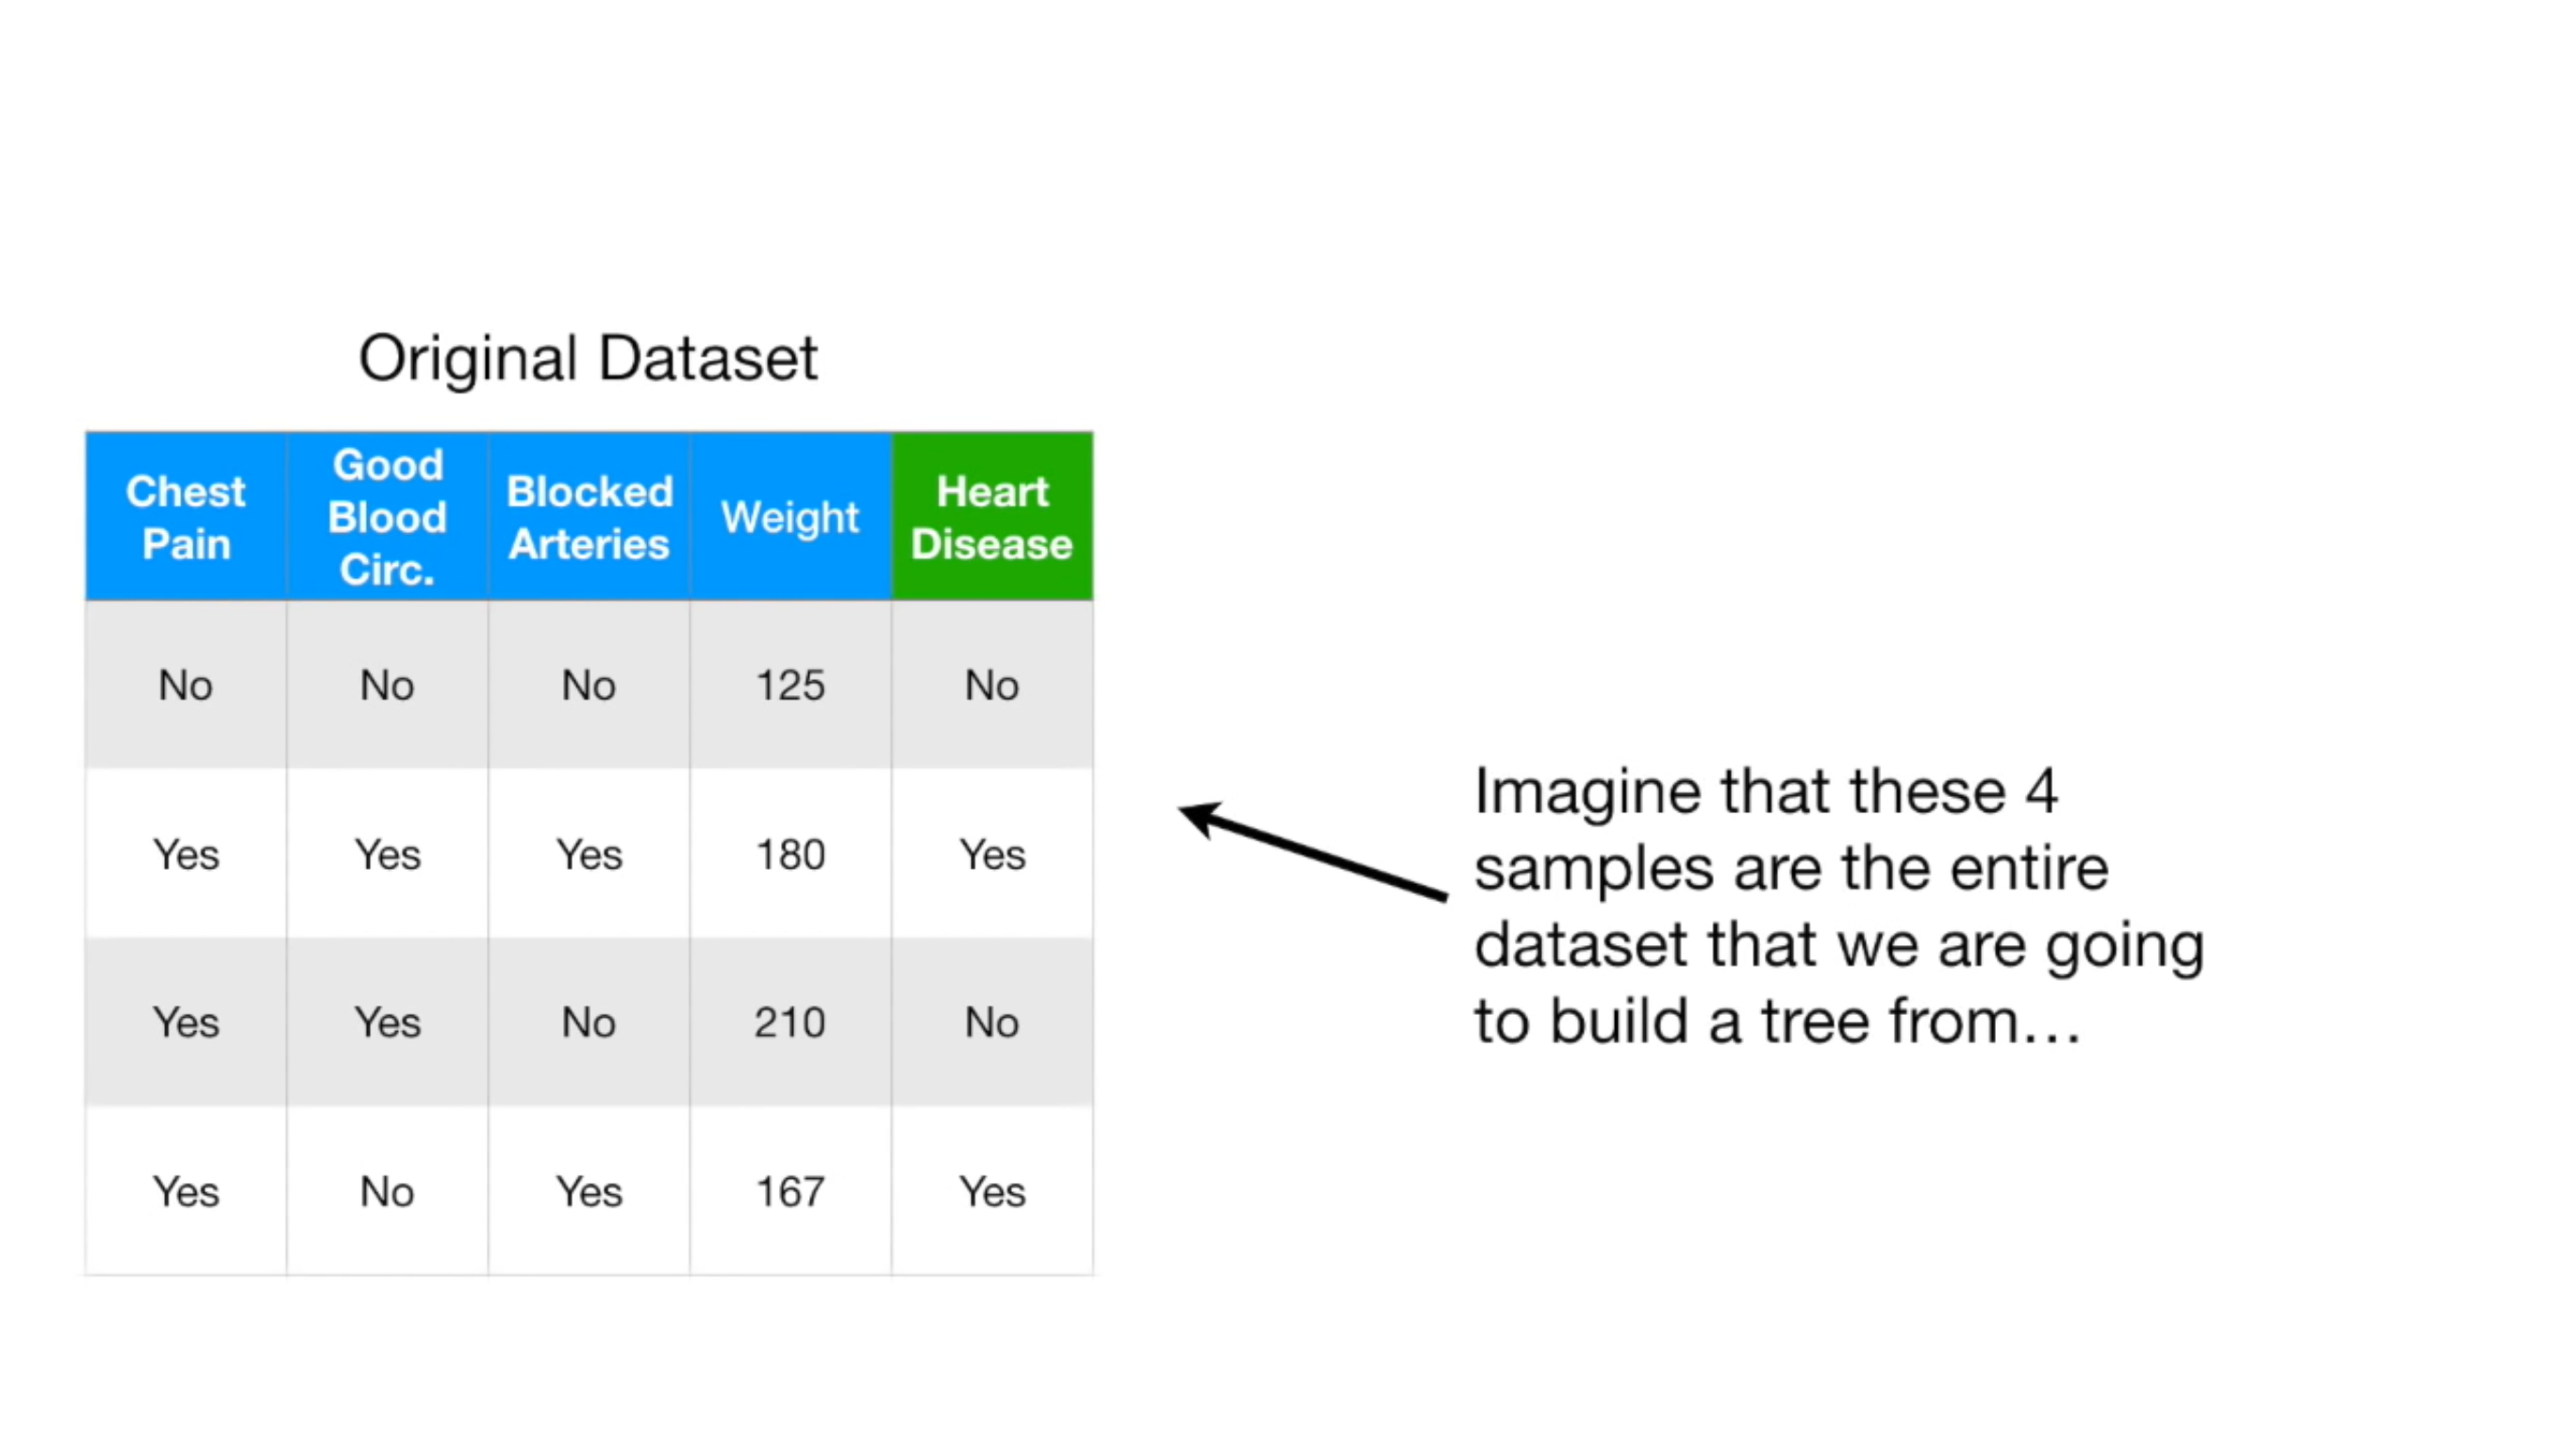 Original Dataset
Chest Pain
Good Blood Circ.
Blocked Arteries
Weight
Heart Disease
No No No 125 No
Yes Yes Yes 180 Yes
Yes Yes No 210 No
Yes No Yes 167 Yes
Imagine that these 4
samples are the entire
dataset that we are going
to build a tree from…